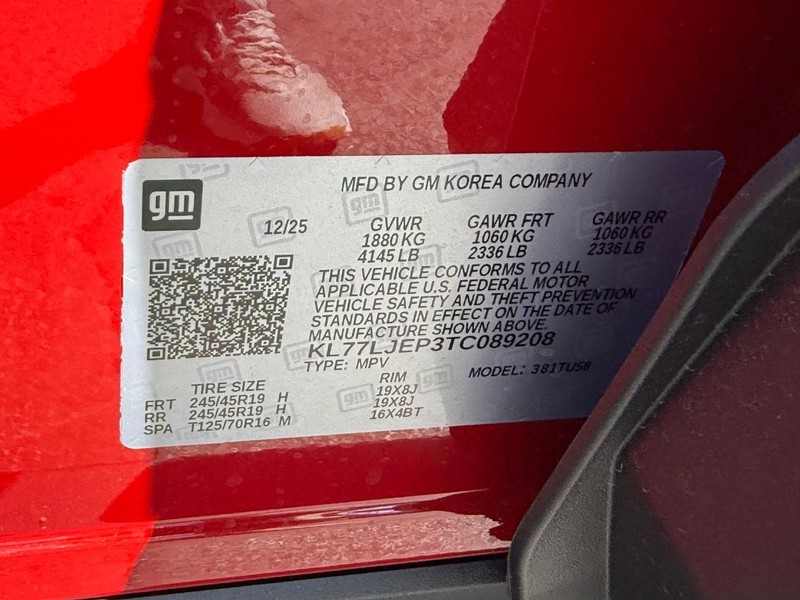 gm
MFD BY GM KOREA COMPANY
12/25 GVWR GAWR FRT GAWR RR
1880 KG 1060 KG 1060 KG
4145 LB 2336 LB 2336 LB
THIS VEHICLE CONFORMS TO ALL
APPLICABLE U.S. FEDERAL MOTOR
VEHICLE SAFETY AND THEFT PREVENTION
STANDARDS IN EFFECT ON THE DATE OF
MANUFACTURE SHOWN ABOVE.
KL77LJEP3TC089208
TYPE: MPV MODEL: 381TU58
TIRE SIZE RIM
FRT 245/45R19 H 19X8J
RR 245/45R19 H 19X8J
SPA T125/70R16 M 16X4BT